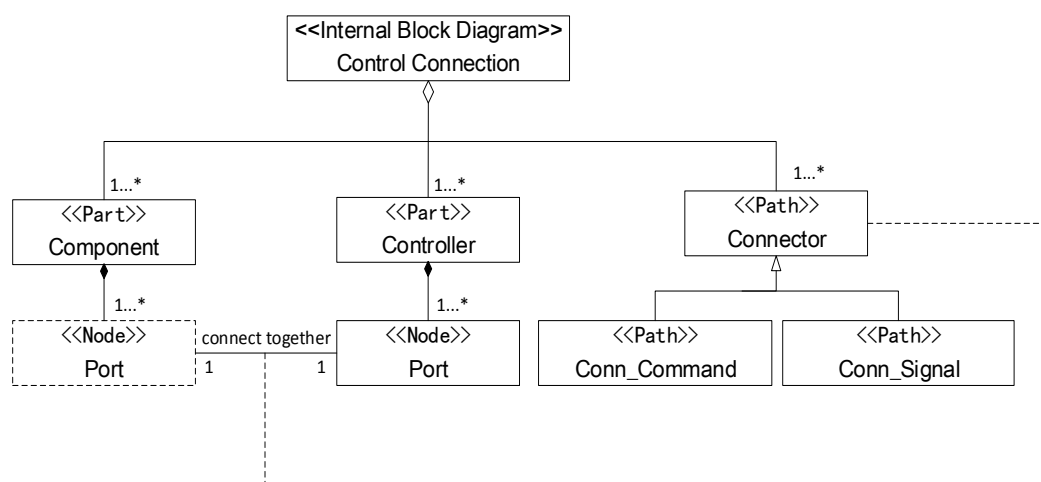 <<Internal Block Diagram>>
Control Connection
1...*
1...*
1...*
<<Part>>
Component
<<Part>>
Controller
<<Path>>
Connector
1...*
1...*
<<Node>>
Port
connect together
1
1
<<Node>>
Port
<<Path>>
Conn_Command
<<Path>>
Conn_Signal